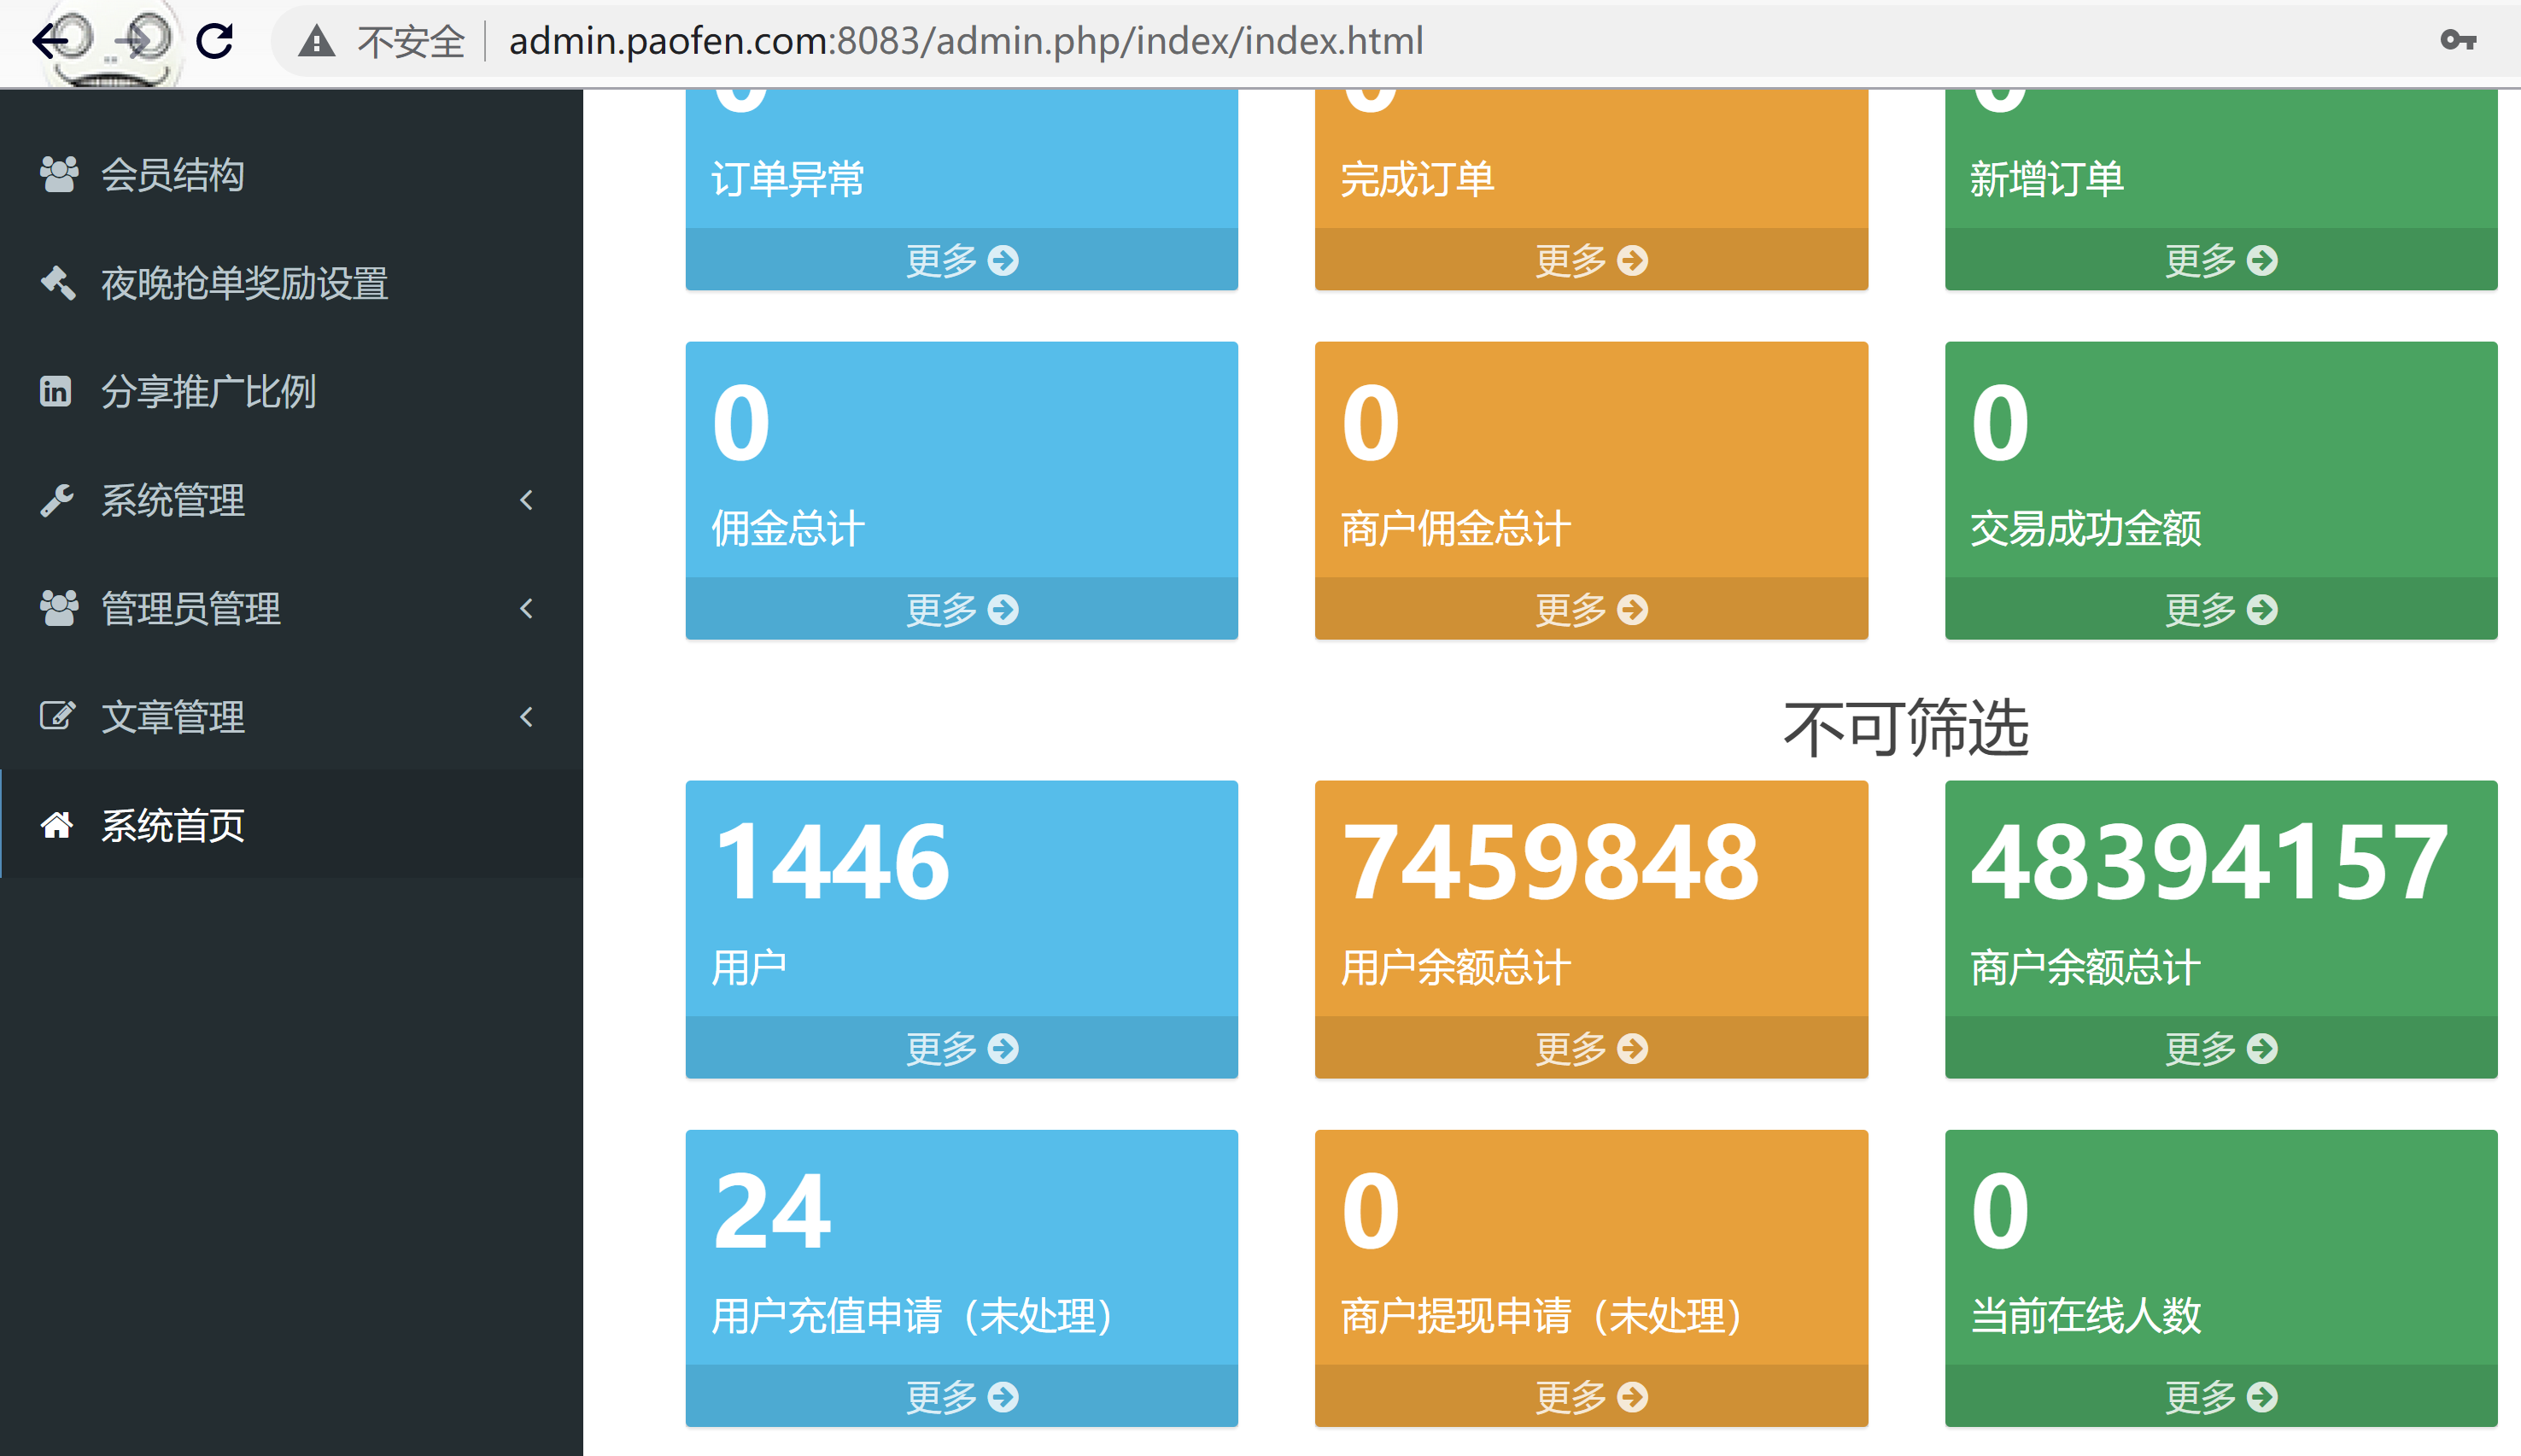 不安全 admin.paofen.com:8083/admin.php/index/index.html
会员结构
夜晚抢单奖励设置
分享推广比例
系统管理
管理员管理
文章管理
系统首页
0 0 0
订单异常 完成订单 新增订单
更多 更多 更多
0 0 0
佣金总计 商户佣金总计 交易成功金额
更多 更多 更多
不可筛选
1446 7459848 48394157
用户 用户余额总计 商户余额总计
更多 更多 更多
24 0 0
用户充值申请（未处理） 商户提现申请（未处理） 当前在线人数
更多 更多 更多